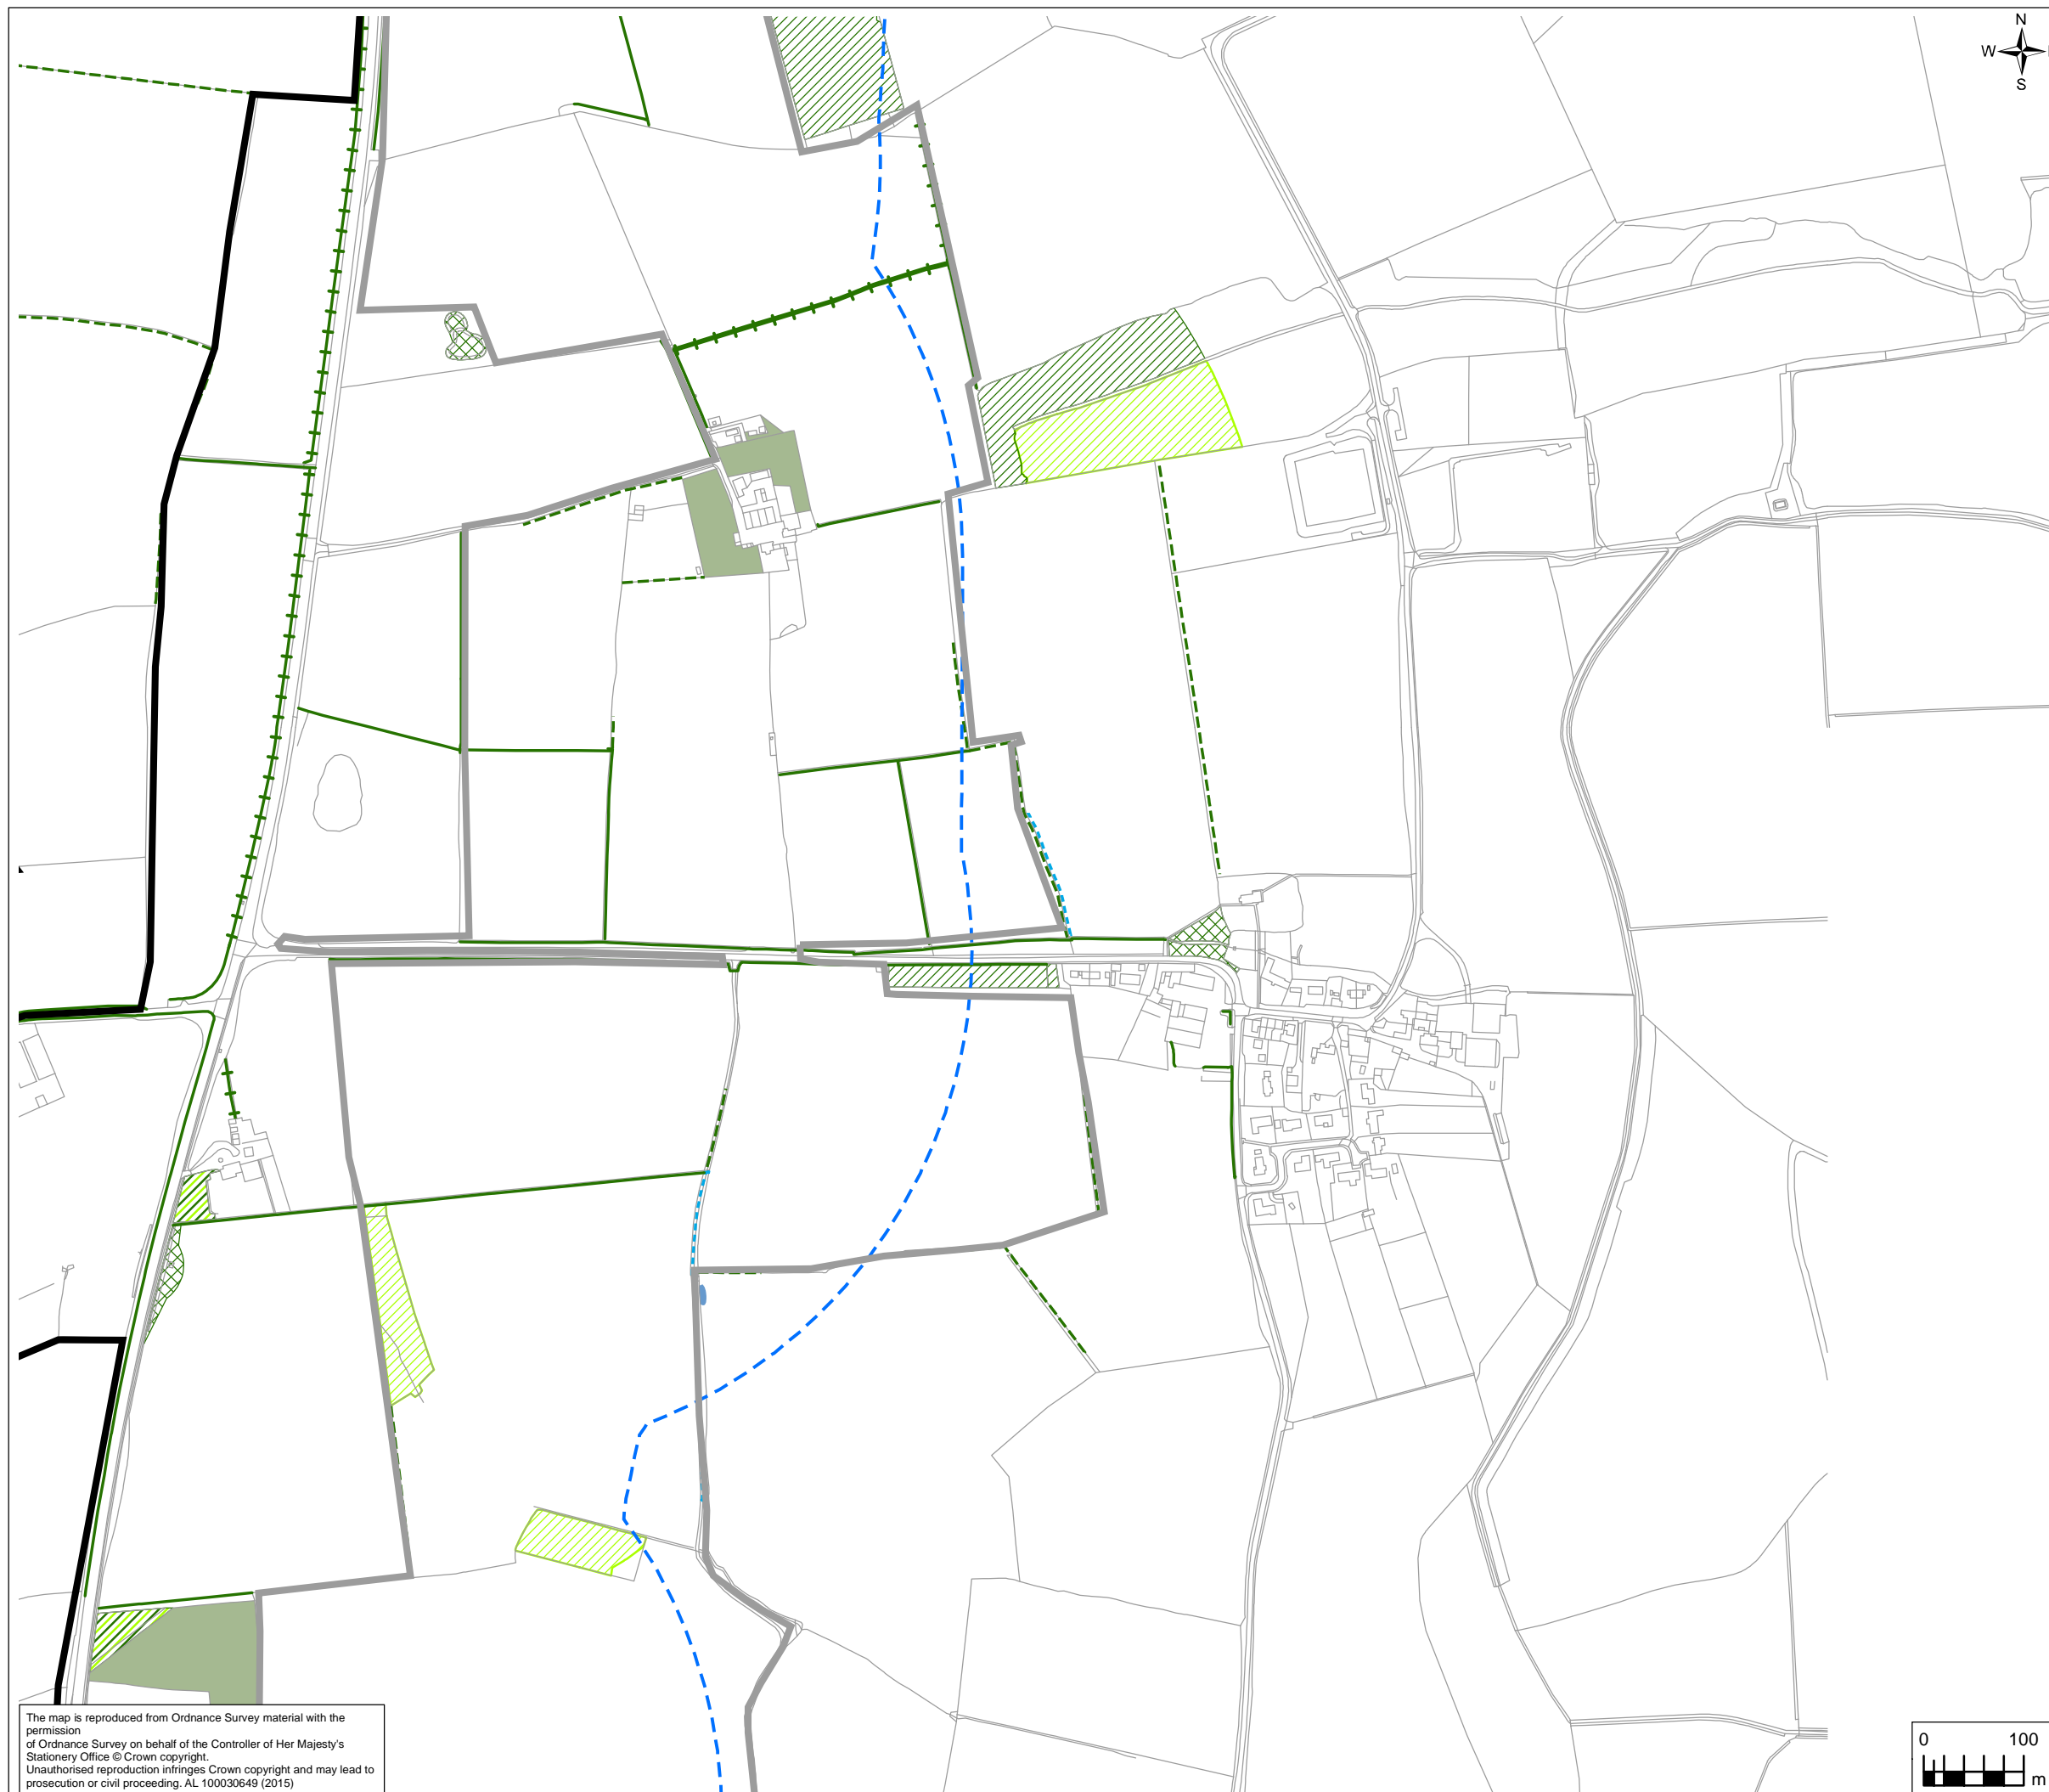 N
W
S
The map is reproduced from Ordnance Survey material with the
permission
of Ordnance Survey on behalf of the Controller of Her Majesty's
Stationery Office © Crown copyright.
Unauthorised reproduction infringes Crown copyright and may lead to
prosecution or civil proceeding. AL 100030649 (2015)
0 100
m